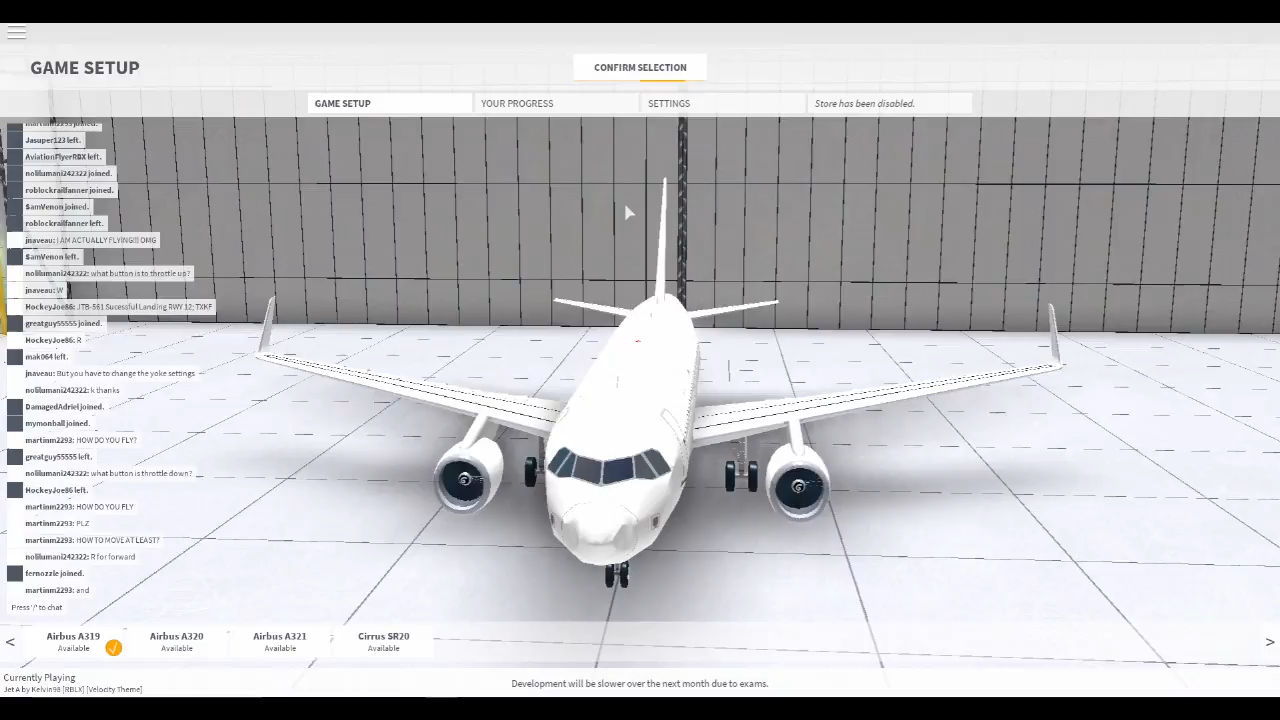 GAME SETUP
CONFIRM SELECTION
GAME SETUP
YOUR PROGRESS
SETTINGS
Store has been disabled.
Jasuper123 left.
AviationFlyerRBX left.
nolilumani242322 joined.
roblockrailfanner joined.
$amVenon joined.
roblockrailfanner left.
jnaveau: I AM ACTUALLY FLYING!!! OMG
$amVenon left.
nolilumani242322: what button is to throttle up?
jnaveau: W
HockeyJoe86: JTB-561 Sucessful Landing RWY 12; TXKF
greatguy55555 joined.
HockeyJoe86: R
mak064 left.
jnaveau: But you have to change the yoke settings
nolilumani242322: k thanks
DamagedAdriel joined.
mymonball joined.
martinm2293: HOW DO YOU FLY?
greatguy55555 left.
nolilumani242322: what button is throttle down?
HockeyJoe86 left.
martinm2293: HOW DO YOU FLY
martinm2293: PLZ
martinm2293: HOW TO MOVE AT LEAST?
nolilumani242322: R for forward
fernozzle joined.
martinm2293: and
Press '/' to chat
<
Airbus A319
Available
Airbus A320
Available
Airbus A321
Available
Cirrus SR20
Available
>
Currently Playing
Jet A by Kelvin98 [RBLX] [Velocity Theme]
Development will be slower over the next month due to exams.